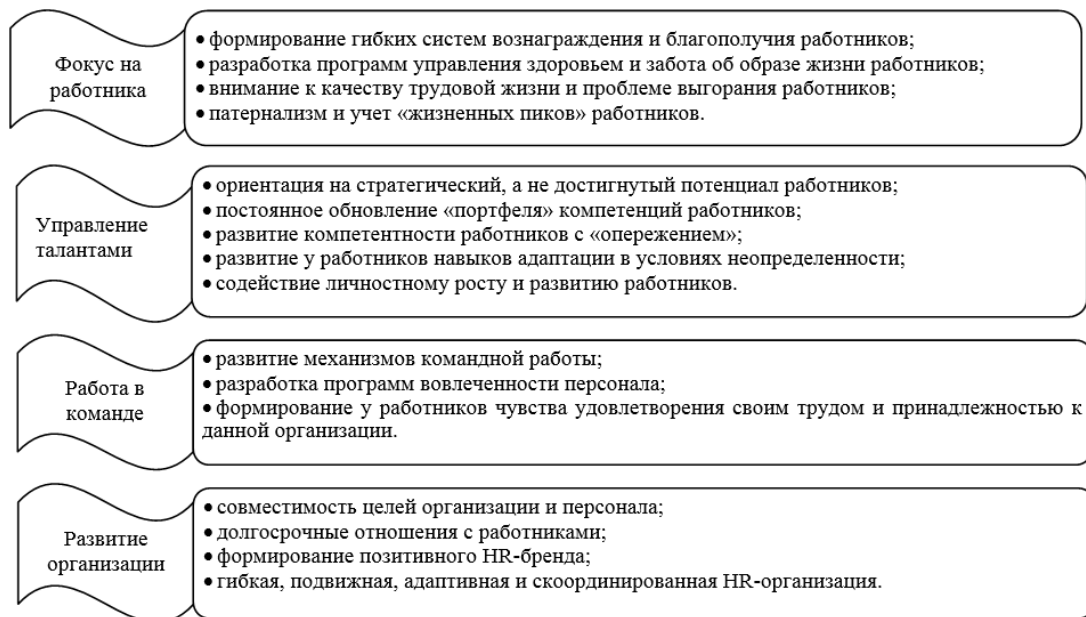 Фокус на
работника
• формирование гибких систем вознаграждения и благополучия работников;
• разработка программ управления здоровьем и забота об образе жизни работников;
• внимание к качеству трудовой жизни и проблеме выгорания работников;
• патернализм и учет «жизненных пиков» работников.
Управление
талантами
• ориентация на стратегический, а не достигнутый потенциал работников;
• постоянное обновление «портфеля» компетенций работников;
• развитие компетентности работников с «опережением»;
• развитие у работников навыков адаптации в условиях неопределенности;
• содействие личностному росту и развитию работников.
Работа в
команде
• развитие механизмов командной работы;
• разработка программ вовлеченности персонала;
• формирование у работников чувства удовлетворения своим трудом и принадлежностью к
данной организации.
Развитие
организации
• совместимость целей организации и персонала;
• долгосрочные отношения с работниками;
• формирование позитивного HR-бренда;
• гибкая, подвижная, адаптивная и скоординированная HR-организация.